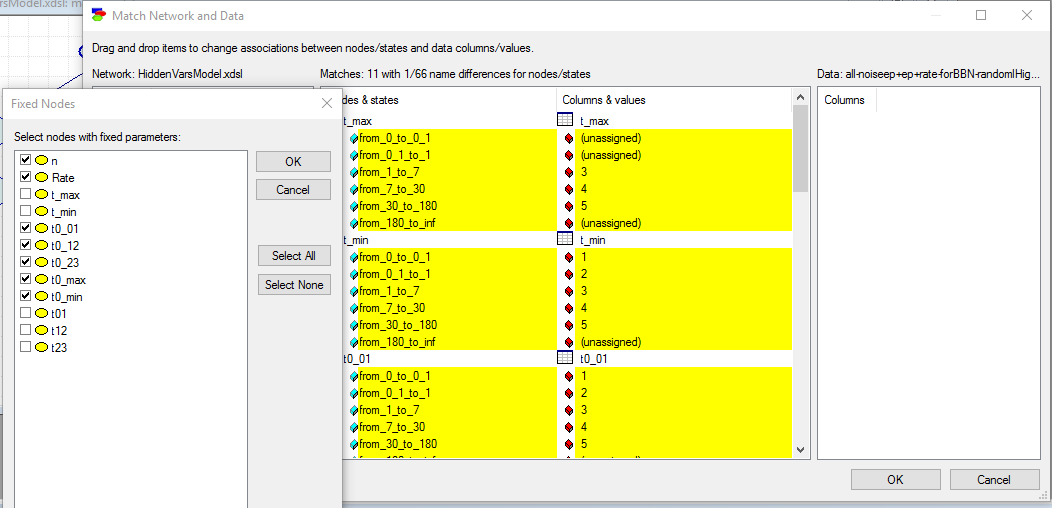 rsModel.xdsl: m
Match Network and Data
Drag and drop items to change associations between nodes/states and data columns/values.
Network: HiddenVarsModel.xdsl
Matches: 11 with 1/66 name differences for nodes/states
Data: all-noiseep+ep+rate-forBBN-randomlHig...
Fixed Nodes
Select nodes with fixed parameters:
OK
Cancel
Select All
Select None
n
Rate
t_max
t_min
t0_01
t0_12
t0_23
t0_max
t0_min
t01
t12
t23
des & states Columns & values
t_max t_max
from_0_to_0_1 (unassigned)
from_0_1_to_1 (unassigned)
from_1_to_7 3
from_7_to_30 4
from_30_to_180 5
from_180_to_inf (unassigned)
t_min t_min
from_0_to_0_1 1
from_0_1_to_1 2
from_1_to_7 3
from_7_to_30 4
from_30_to_180 5
from_180_to_inf (unassigned)
t0_01 t0_01
from_0_to_0_1 1
from_0_1_to_1 2
from_1_to_7 3
from_7_to_30 4
from_30_to_180 5
Columns
OK
Cancel